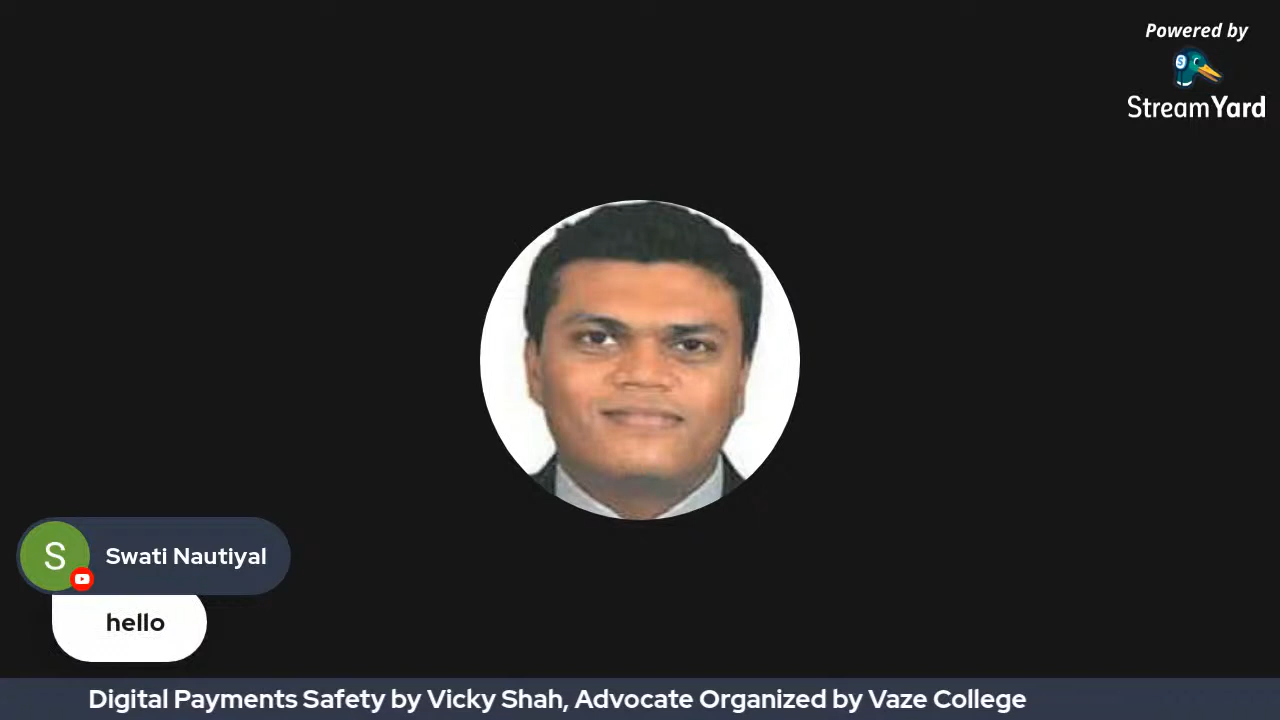 Powered by
S
StreamYard
S
Swati Nautiyal
hello
Digital Payments Safety by Vicky Shah, Advocate Organized by Vaze College